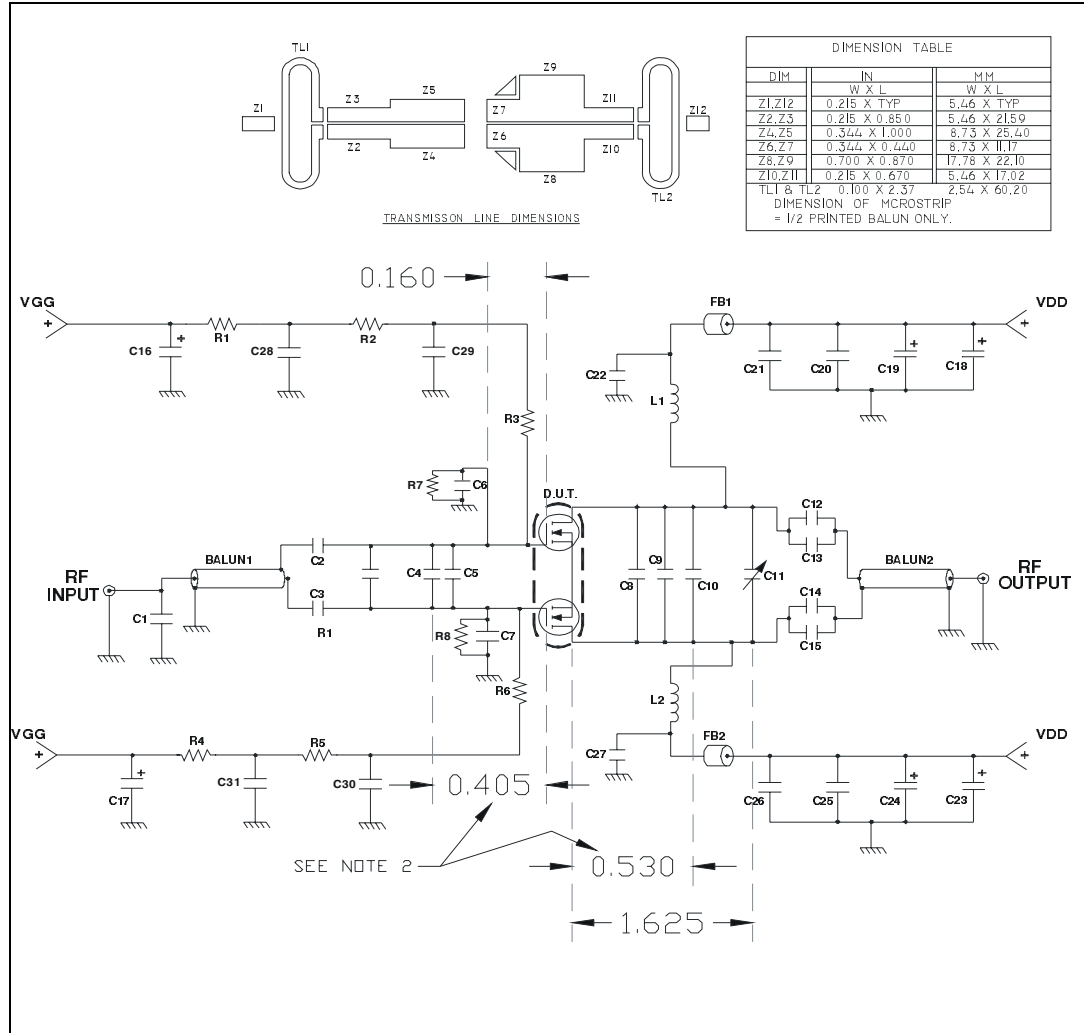 TL1
Z9
DIMENSION TABLE
Z1
Z3
Z5
Z7
Z11
Z12
Z2
Z4
Z6
Z8
Z10
TL2
DIM IN MM
W X L W X L
Z1,Z12 0.215 X TYP 5,46 X TYP
Z2,Z3 0.215 X 0.850 5,46 X 21,59
Z4,Z5 0.344 X 1.000 8,73 X 25,40
Z6,Z7 0.344 X 0.440 8,73 X 11,17
Z8,Z9 0.700 X 0.870 17,78 X 22,10
Z10,Z11 0.215 X 0.670 5,46 X 17,02
TL1 & TL2 0.100 X 2.37 2,54 X 60,20
DIMENSION OF MCROSTRIP
= 1/2 PRINTED BALUN ONLY.
TRANSMISSON LINE DIMENSIONS
0.160
VGG
+
R1
R2
C16 +
C28
C29
R3
FB1
VDD
+
C22
L1
C21
C20
C19 +
C18 +
R7
C6
D.U.T.
C12
C13
BALUN1
C2
C4
C5
C8
C9
C10
C11
BALUN2
RF
INPUT
RF
OUTPUT
C1
C3
R1
R8
C7
C14
C15
R6
L2
VGG
+
R4
R5
C17 +
C31
C30
0.405
C27
FB2
VDD
+
C26
C25
C24 +
C23 +
SEE NOTE 2
0.530
1.625